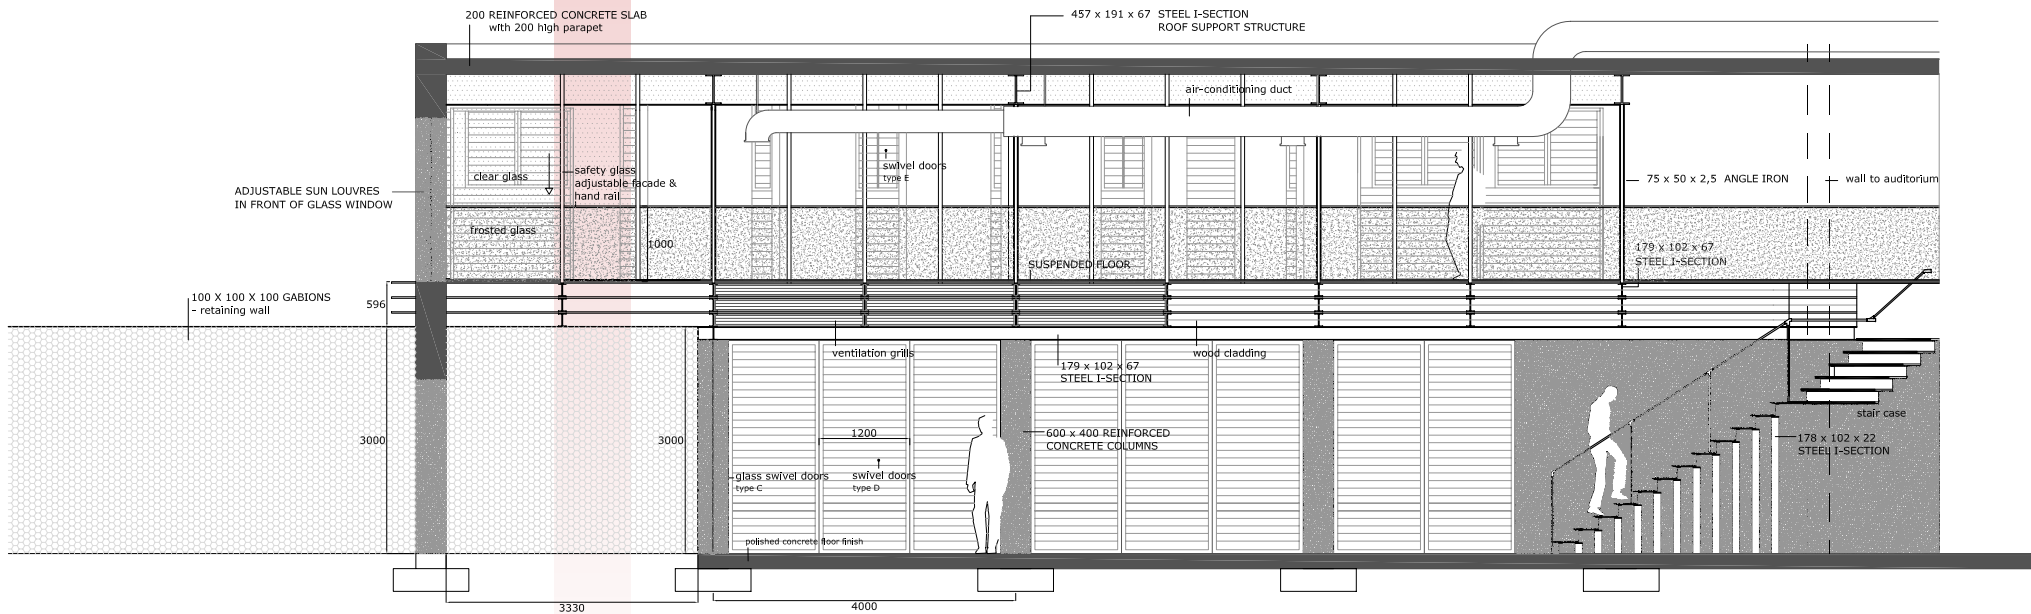 200 REINFORCED CONCRETE SLAB
with 200 high parapet
457 x 191 x 67 STEEL I-SECTION
ROOF SUPPORT STRUCTURE
air-conditioning duct
swivel doors
type E
clear glass
safety glass
adjustable facade &
hand rail
ADJUSTABLE SUN LOUVRES
IN FRONT OF GLASS WINDOW
75 x 50 x 2,5 ANGLE IRON
wall to auditorium
frosted glass
1000
179 x 102 x 67
STEEL I-SECTION
SUSPENDED FLOOR
100 X 100 X 100 GABIONS
- retaining wall
596
ventilation grills
wood cladding
179 x 102 x 67
STEEL I-SECTION
stair case
3000
3000
1200
600 x 400 REINFORCED
CONCRETE COLUMNS
178 x 102 x 22
STEEL I-SECTION
glass swivel doors
type C
swivel doors
type D
polished concrete floor finish
3330
4000